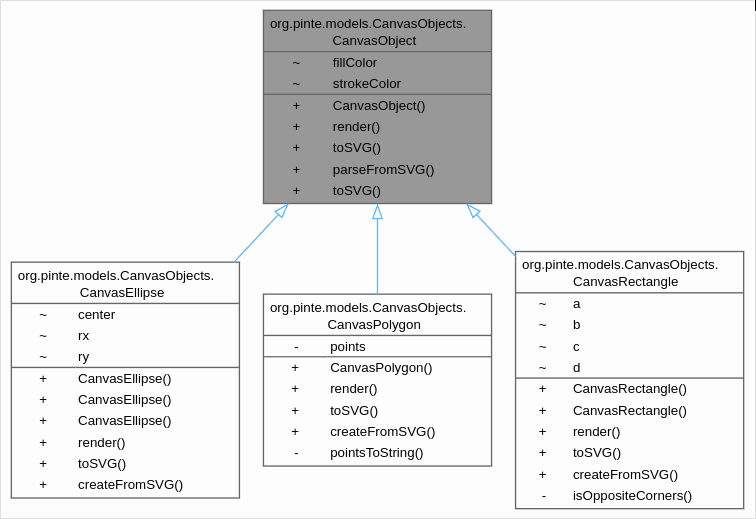 org.pinte.models.CanvasObjects.
CanvasObject
~ fillColor
~ strokeColor
+ CanvasObject()
+ render()
+ toSVG()
+ parseFromSVG()
+ toSVG()
org.pinte.models.CanvasObjects.
CanvasEllipse
~ center
~ rx
~ ry
+ CanvasEllipse()
+ CanvasEllipse()
+ CanvasEllipse()
+ render()
+ toSVG()
+ createFromSVG()
org.pinte.models.CanvasObjects.
CanvasPolygon
- points
+ CanvasPolygon()
+ render()
+ toSVG()
+ createFromSVG()
- pointsToString()
org.pinte.models.CanvasObjects.
CanvasRectangle
~ a
~ b
~ c
~ d
+ CanvasRectangle()
+ CanvasRectangle()
+ render()
+ toSVG()
+ createFromSVG()
- isOppositeCorners()